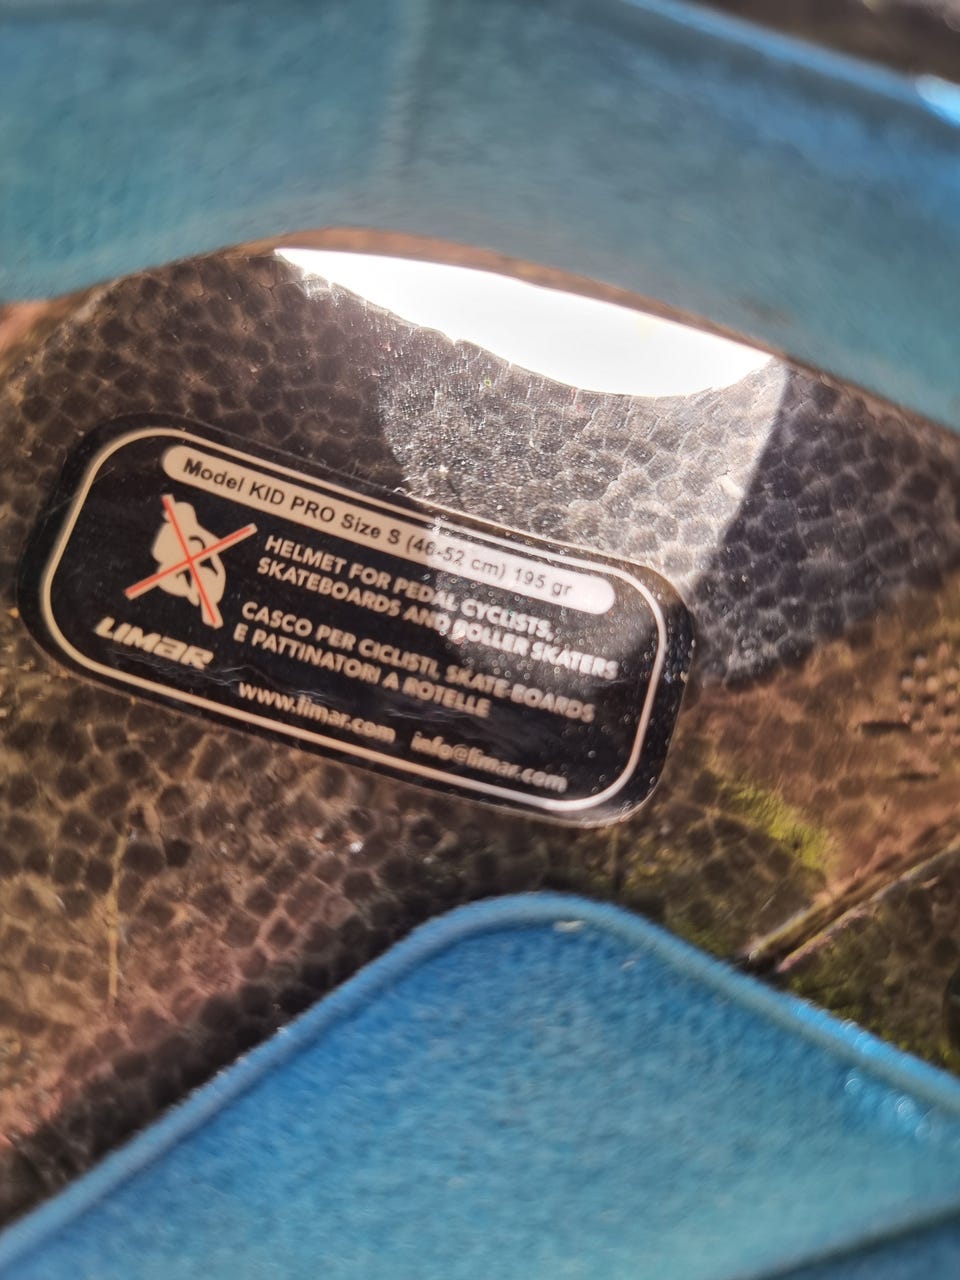 Model KID PRO Size S (46-52 cm) 195 gr
HELMET FOR PEDAL CYCLISTS,
SKATEBOARDS AND ROLLER SKATERS
CASCO PER CICLISTI, SKATE-BOARDS
E PATTINATORI A ROTELLE
LIMAR
www.limar.com info@limar.com